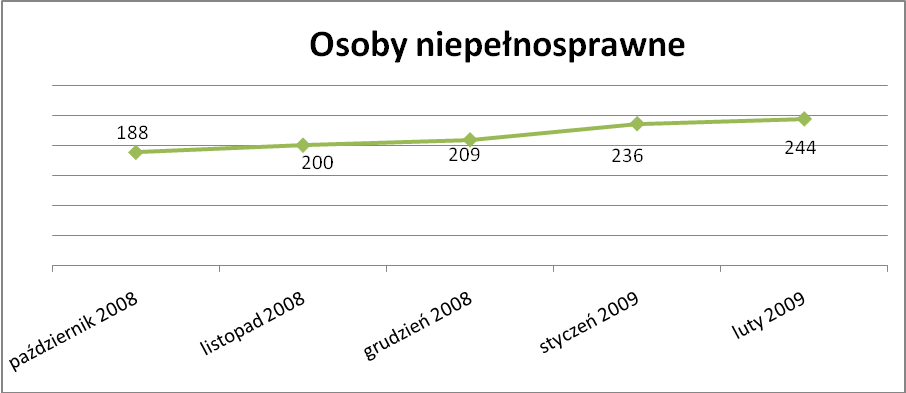 Osoby niepełnosprawne
188
200
209
236
244
październik 2008
listopad 2008
grudzień 2008
styczeń 2009
luty 2009